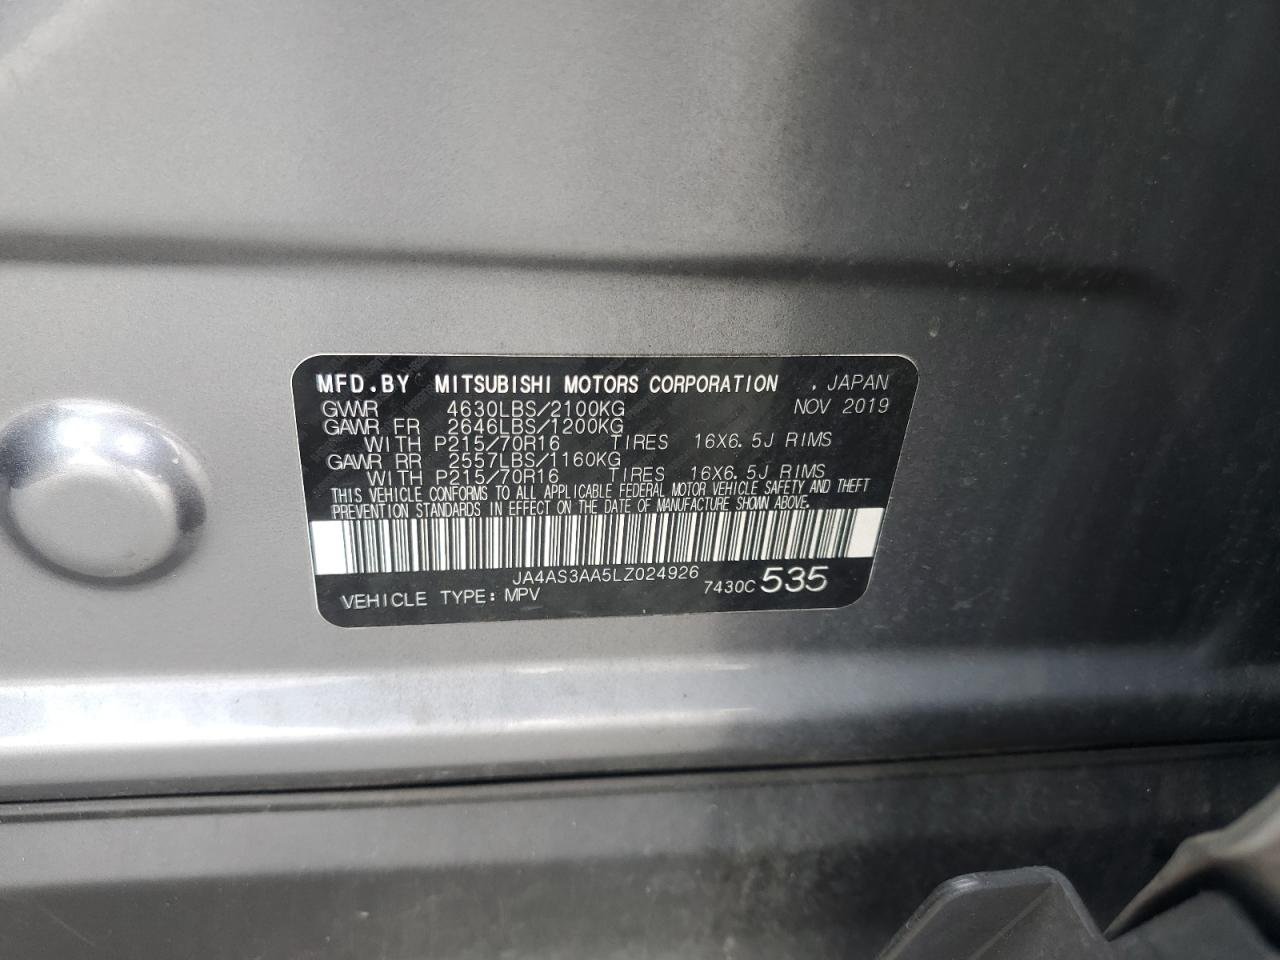 MFD.BY MITSUBISHI MOTORS CORPORATION , JAPAN
GVWR 4630LBS/2100KG NOV 2019
GAWR FR 2646LBS/1200KG
WITH P215/70R16 TIRES 16X6.5J RIMS
GAWR RR 2557LBS/1160KG
WITH P215/70R16 TIRES 16X6.5J RIMS
THIS VEHICLE CONFORMS TO ALL APPLICABLE FEDERAL MOTOR VEHICLE SAFETY AND THEFT
PREVENTION STANDARDS IN EFFECT ON THE DATE OF MANUFACTURE SHOWN ABOVE.
JA4AS3AA5LZ024926
VEHICLE TYPE: MPV 7430C 535